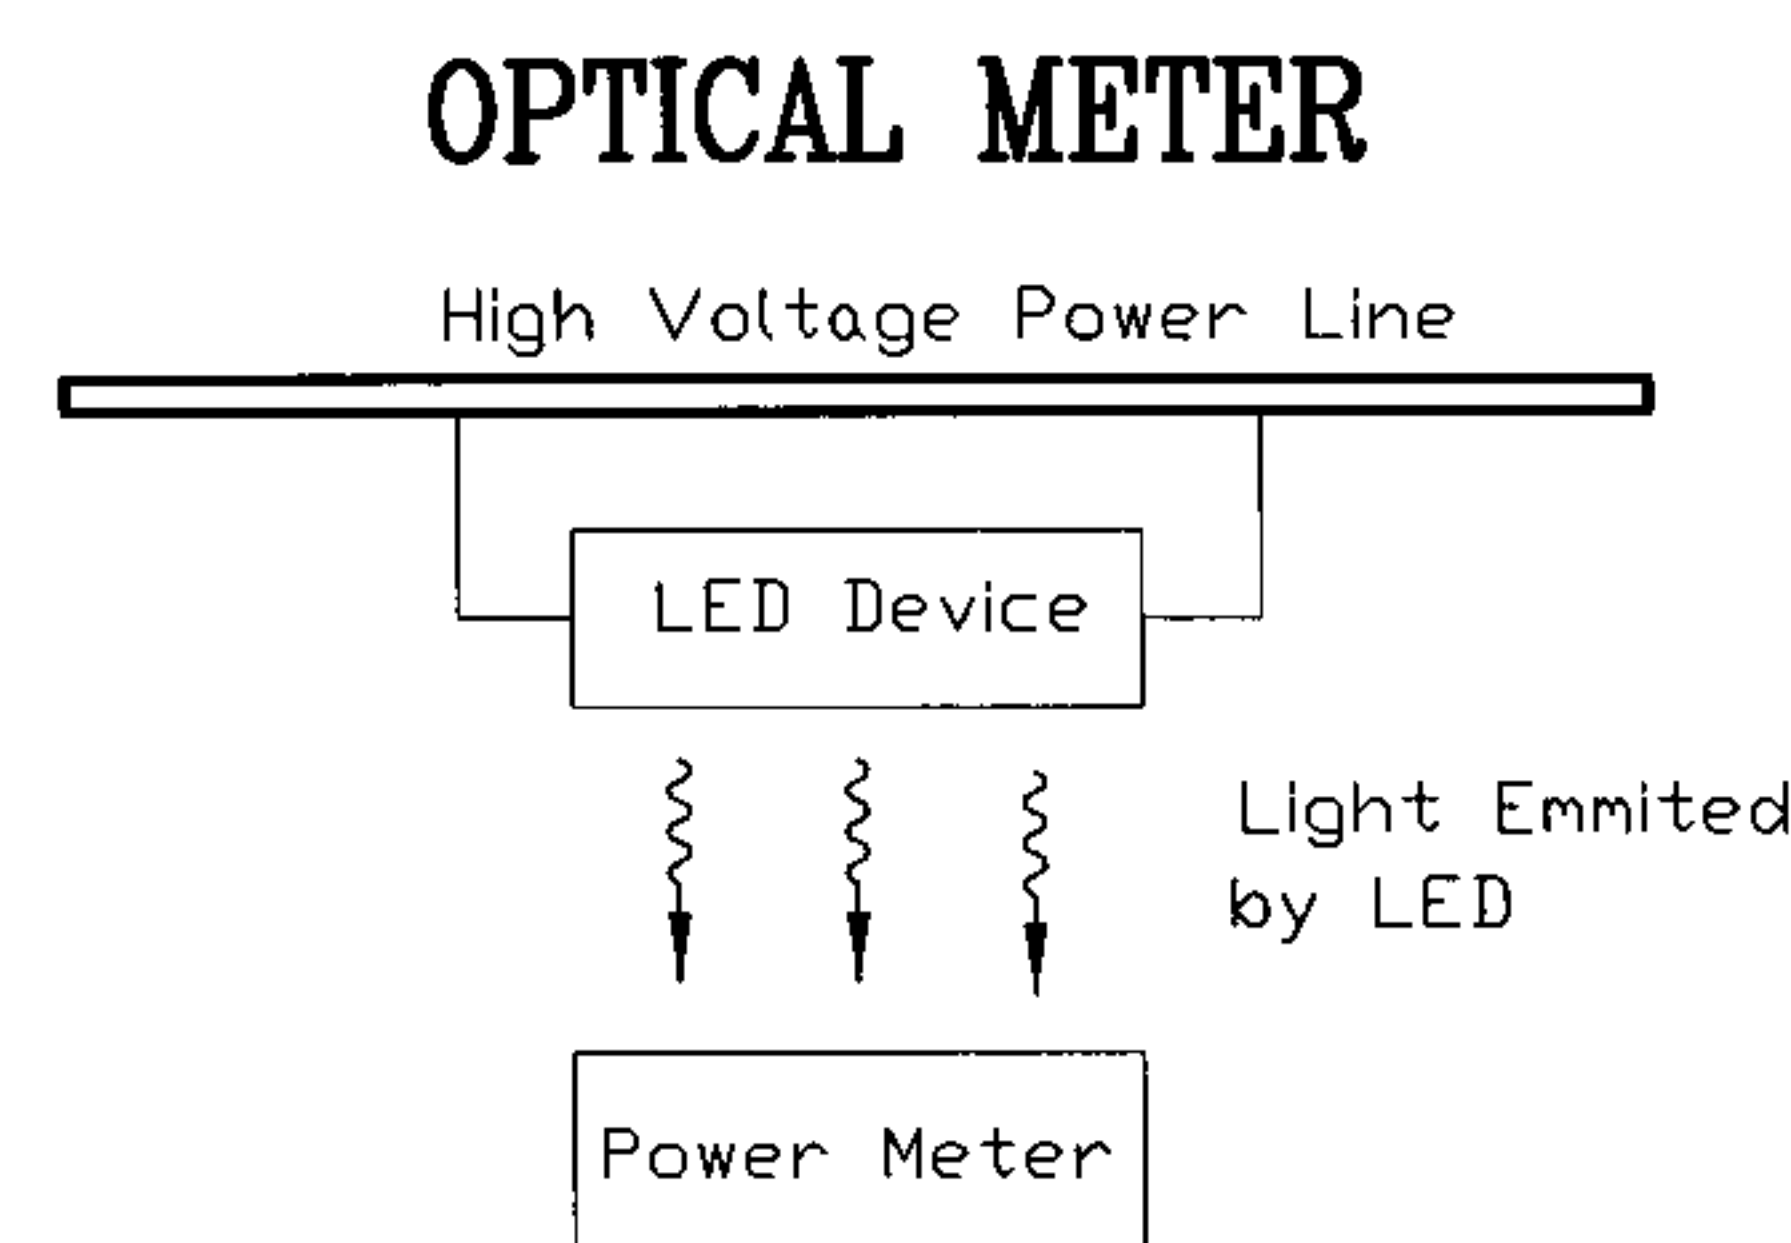 OPTICAL METER
High Voltage Power Line
LED Device
Light Emmited
by LED
Power Meter